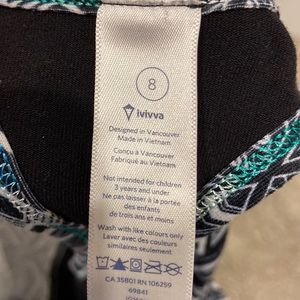 8
ivivva
Designed in Vancouver
Made in Vietnam
Conçu à Vancouver
Fabriqué au Vietnam
Not intended for children
3 years and under
Ne pas laisser à la portée
des enfants
de trois ans et moins
Wash with like colours only
Laver avec des couleurs
similaires seulement
CA 35801 RN 106259
69841